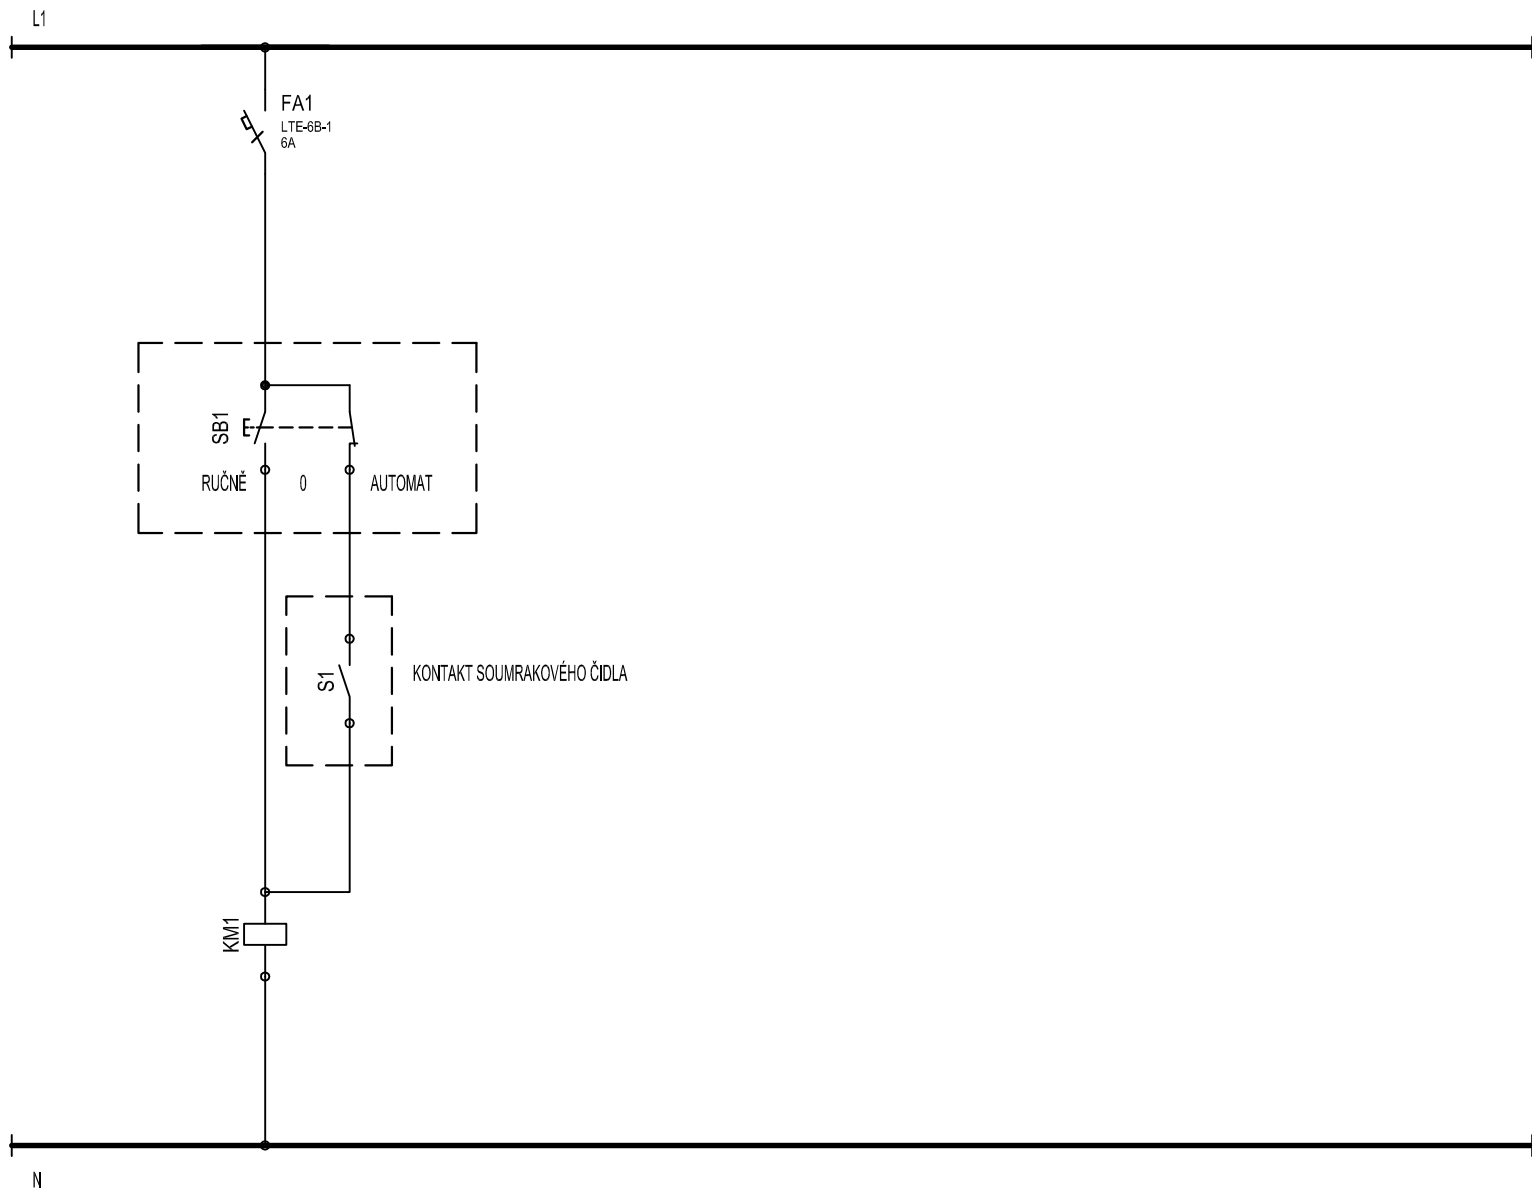 L1
FA1
LTE-6B-1
6A
SB1
RUČNĚ 0 AUTOMAT
S1
KONTAKT SOUMRAKOVÉHO ČIDLA
KM1
N